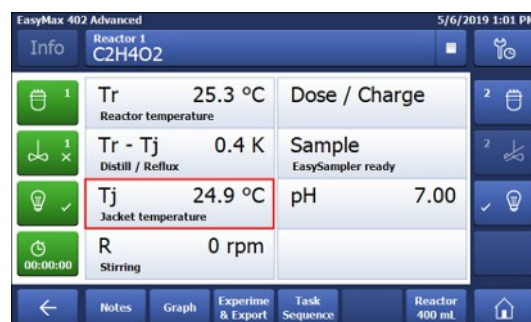 EasyMax 402 Advanced 5/6/2019 1:01 PM
Info
Reactor 1
C2H4O2
1
Tr 25.3 °C
Reactor temperature
Dose / Charge
2
1
Tr - Tj 0.4 K
Distill / Reflux
Sample
EasySampler ready
2
Tj 24.9 °C
Jacket temperature
pH 7.00
00:00:00
R 0 rpm
Stirring
Notes
Graph
Experime
& Export
Task
Sequence
Reactor
400 mL